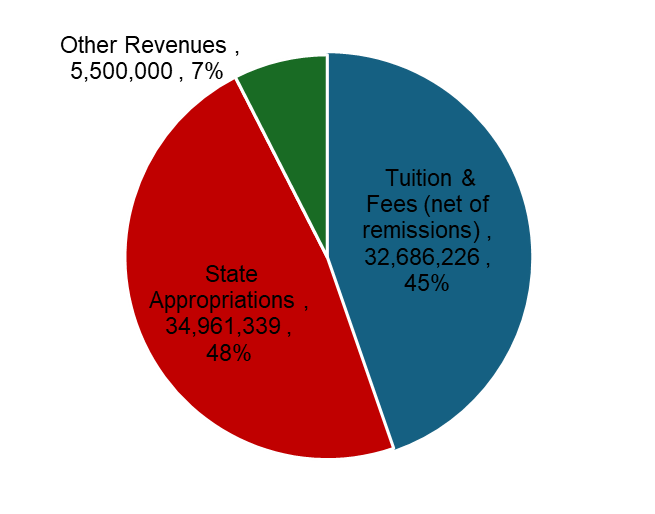 Other Revenues ,
5,500,000 , 7%
Tuition &
Fees (net of
remissions) ,
32,686,226 ,
45%
State
Appropriations ,
34,961,339 ,
48%